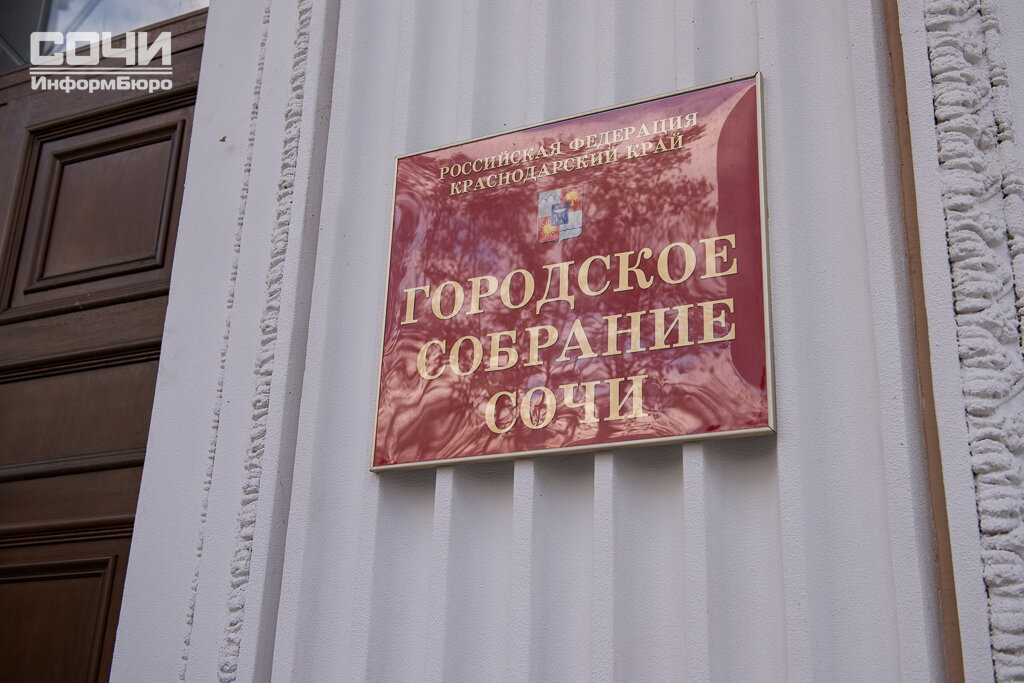 СОЧИ
ИнформБюро
РОССИЙСКАЯ ФЕДЕРАЦИЯ
КРАСНОДАРСКИЙ КРАЙ
ГОРОДСКОЕ
СОБРАНИЕ
СОЧИ